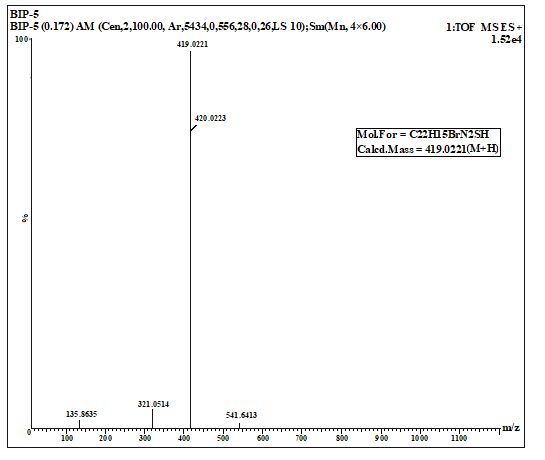 BIP-5
BIP-5 (0.172) AM (Cen,2,100.00, Ar,5434,0,556,28,0,26,LS 10);Sm(Mn, 4×6.00)
1:TOF MSES+
1.52e4
100
419.0221
420.0223
Mol.For = C22H15BrN2SH
Calcd.Mass = 419.0221(M+H)
%
321.0514
135.8635
541.6413
0
m/z
100 200 300 400 500 600 700 800 900 1000 1100